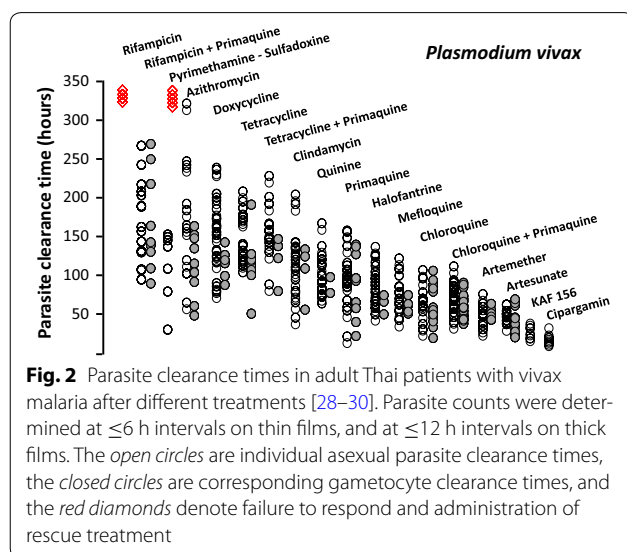 Plasmodium vivax
Parasite clearance time (hours)
350
300
250
200
150
100
50
Rifampicin
Rifampicin + Primaquine
Pyrimethamine - Sulfadoxine
Azithromycin
Doxycycline
Tetracycline
Tetracycline + Primaquine
Clindamycin
Quinine
Primaquine
Halofantrine
Mefloquine
Chloroquine
Chloroquine + Primaquine
Artemether
Artesunate
KAF 156
Cipargamin
Fig. 2 Parasite clearance times in adult Thai patients with vivax
malaria after different treatments [28–30]. Parasite counts were deter-
mined at ≤6 h intervals on thin films, and at ≤12 h intervals on thick
films. The open circles are individual asexual parasite clearance times,
the closed circles are corresponding gametocyte clearance times, and
the red diamonds denote failure to respond and administration of
rescue treatment